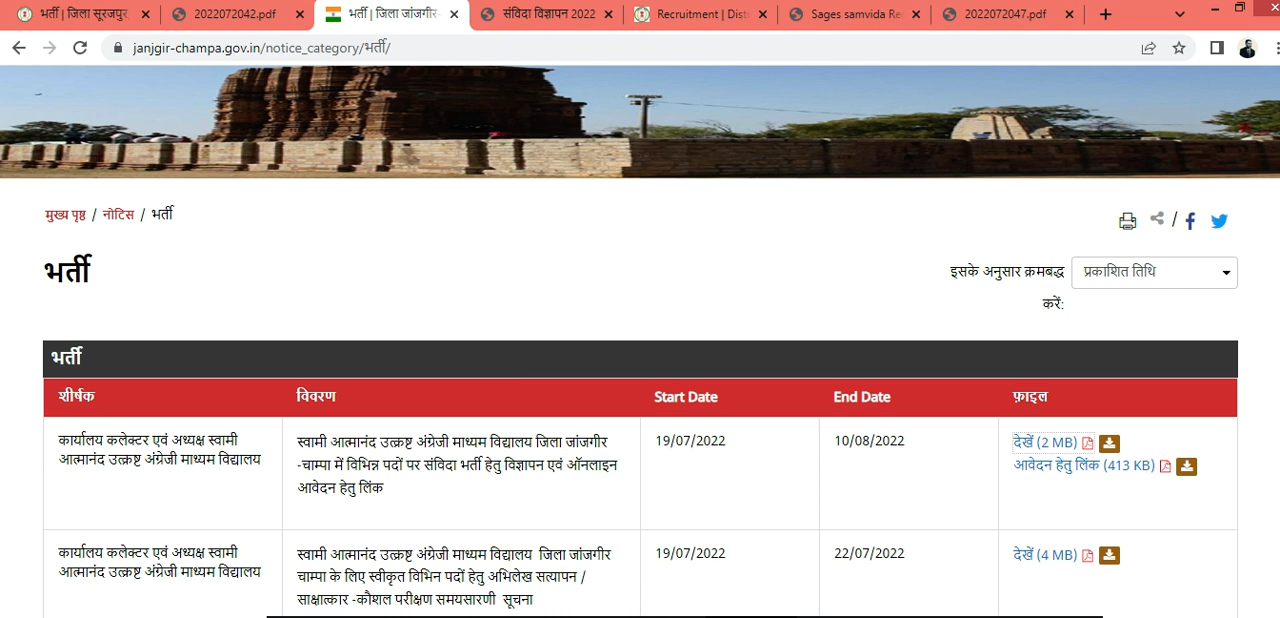 भर्ती | जिला सूरजपुर,
2022072042.pdf
भर्ती | जिला जांजगीर-
संविदा विज्ञापन 2022
Recruitment | Dist
Sages samvida Re
2022072047.pdf
janjgir-champa.gov.in/notice_category/भर्ती/
मुख्य पृष्ठ / नोटिस / भर्ती
/
भर्ती
इसके अनुसार क्रमबद्ध करें:
प्रकाशित तिथि
भर्ती
शीर्षक विवरण Start Date End Date फ़ाइल
कार्यालय कलेक्टर एवं अध्यक्ष स्वामी
आत्मानंद उत्कृष्ट अंग्रेजी माध्यम विद्यालय
स्वामी आत्मानंद उत्कृष्ट अंग्रेजी माध्यम विद्यालय जिला जांजगीर
-चाम्पा में विभिन्न पदों पर संविदा भर्ती हेतु विज्ञापन एवं ऑनलाइन
आवेदन हेतु लिंक
19/07/2022
10/08/2022
देखें (2 MB)
आवेदन हेतु लिंक (413 KB)
कार्यालय कलेक्टर एवं अध्यक्ष स्वामी
आत्मानंद उत्कृष्ट अंग्रेजी माध्यम विद्यालय
स्वामी आत्मानंद उत्कृष्ट अंग्रेजी माध्यम विद्यालय जिला जांजगीर
चाम्पा के लिए स्वीकृत विभिन पदों हेतु अभिलेख सत्यापन /
साक्षात्कार -कौशल परीक्षण समयसारणी सूचना
19/07/2022
22/07/2022
देखें (4 MB)